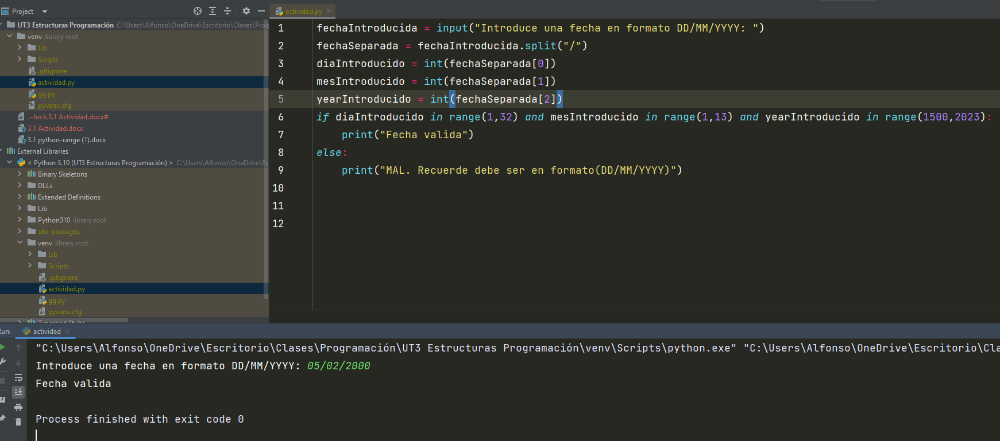 Project
UT3 Estructuras Programación C:\Users\Alfonso\OneDrive\Escritorio\Clases\Prog
venv library root
Lib
Scripts
.gitignore
actividad.py
gg.py
pyvenv.cfg
.~lock.3.1 Actividad.docx#
3.1 Actividad.docx
3.1 python-range (1).docx
External Libraries
< Python 3.10 (UT3 Estructuras Programación) > C:\Users\Alfonso\OneDrive\Es
Binary Skeletons
DLLs
Extended Definitions
Lib
Python310 library root
site-packages
venv library root
Lib
Scripts
.gitignore
actividad.py
gg.py
pyvenv.cfg
actividad.py
1 fechaIntroducida = input("Introduce una fecha en formato DD/MM/YYYY: ")
2 fechaSeparada = fechaIntroducida.split("/")
3 diaIntroducido = int(fechaSeparada[0])
4 mesIntroducido = int(fechaSeparada[1])
5 yearIntroducido = int(fechaSeparada[2])
6 if diaIntroducido in range(1,32) and mesIntroducido in range(1,13) and yearIntroducido in range(1500,2023):
7 print("Fecha valida")
8 else:
9 print("MAL. Recuerde debe ser en formato(DD/MM/YYYY)")
10
11
12
Run: actividad
"C:\Users\Alfonso\OneDrive\Escritorio\Clases\Programación\UT3 Estructuras Programación\venv\Scripts\python.exe" "C:\Users\Alfonso\OneDrive\Escritorio\Cla
Introduce una fecha en formato DD/MM/YYYY: 05/02/2000
Fecha valida
Process finished with exit code 0